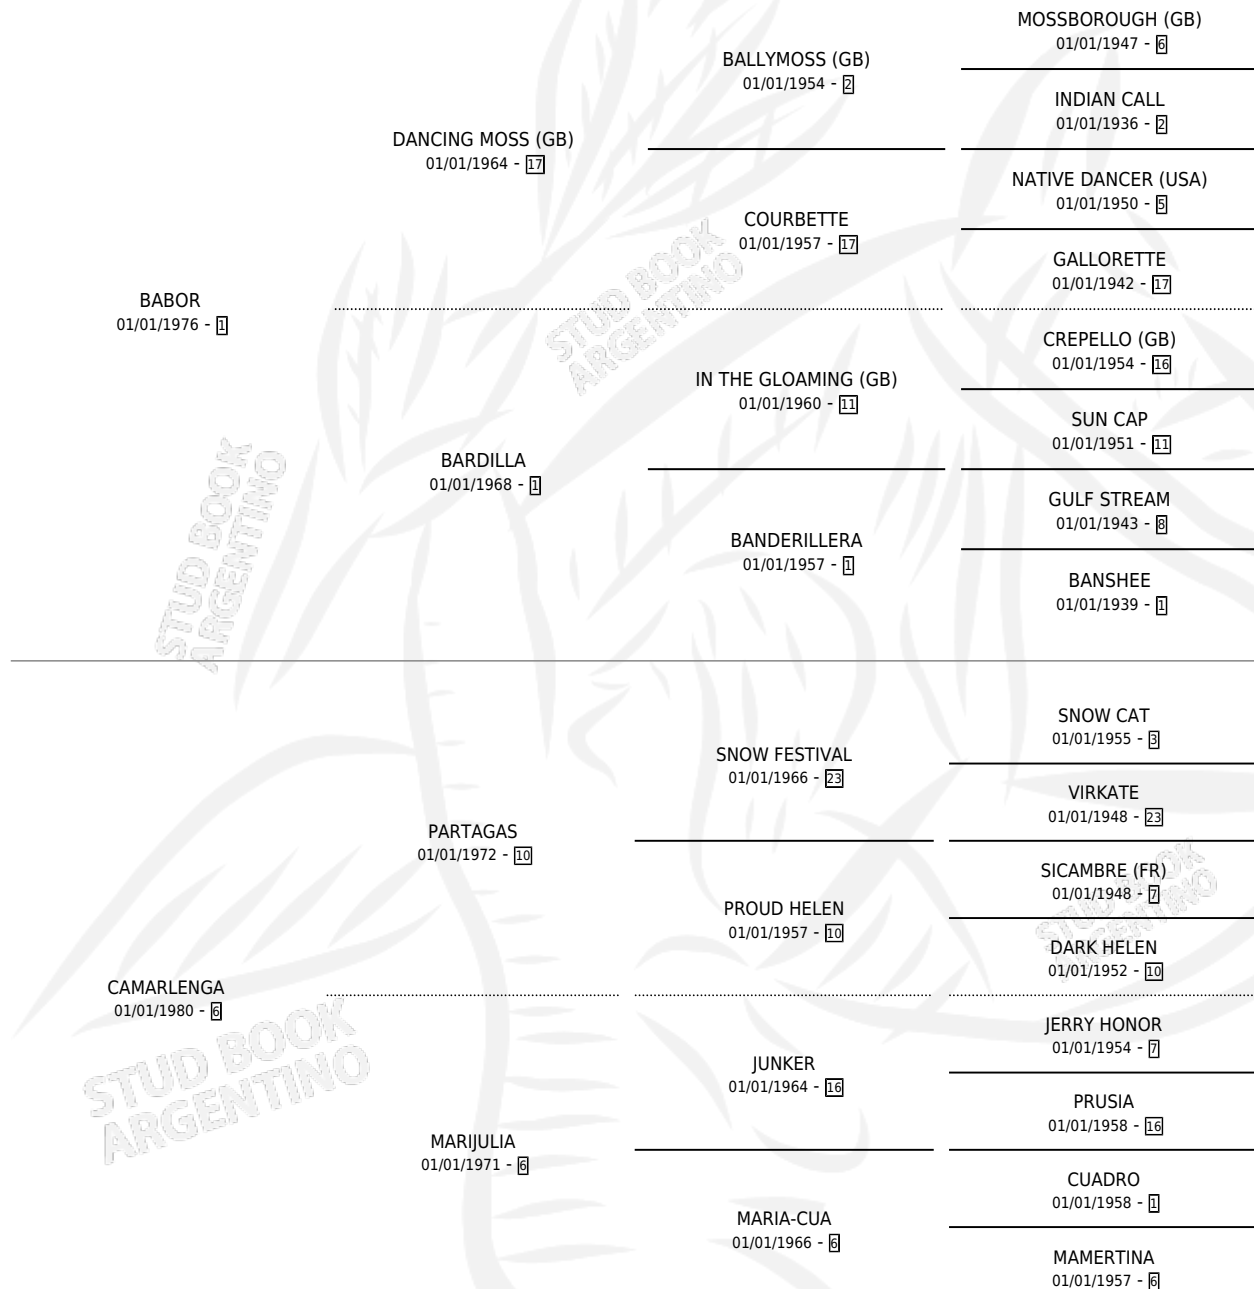 MOSSBOROUGH (GB)
01/01/1947 - 6
BALLYMOSS (GB)
01/01/1954 - 2
INDIAN CALL
01/01/1936 - 2
DANCING MOSS (GB)
01/01/1964 - 17
NATIVE DANCER (USA)
01/01/1950 - 5
COURBETTE
01/01/1957 - 17
GALLORETTE
01/01/1942 - 17
BABOR
01/01/1976 - 1
CREPELLO (GB)
01/01/1954 - 16
IN THE GLOAMING (GB)
01/01/1960 - 11
SUN CAP
01/01/1951 - 11
BARDILLA
01/01/1968 - 1
GULF STREAM
01/01/1943 - 8
BANDERILLERA
01/01/1957 - 1
BANSHEE
01/01/1939 - 1
SNOW CAT
01/01/1955 - 3
SNOW FESTIVAL
01/01/1966 - 23
VIRKATE
01/01/1948 - 23
PARTAGAS
01/01/1972 - 10
SICAMBRE (FR)
01/01/1948 - 7
PROUD HELEN
01/01/1957 - 10
DARK HELEN
01/01/1952 - 10
CAMARLENGA
01/01/1980 - 6
JERRY HONOR
01/01/1954 - 7
JUNKER
01/01/1964 - 16
PRUSIA
01/01/1958 - 16
MARIJULIA
01/01/1971 - 6
CUADRO
01/01/1958 - 1
MARIA-CUA
01/01/1966 - 6
MAMERTINA
01/01/1957 - 6
STUD BOOK
ARGENTINO
STUD BOOK
ARGENTINO
STUD BOOK
ARGENTINO
STUD BOOK
ARGENTINO